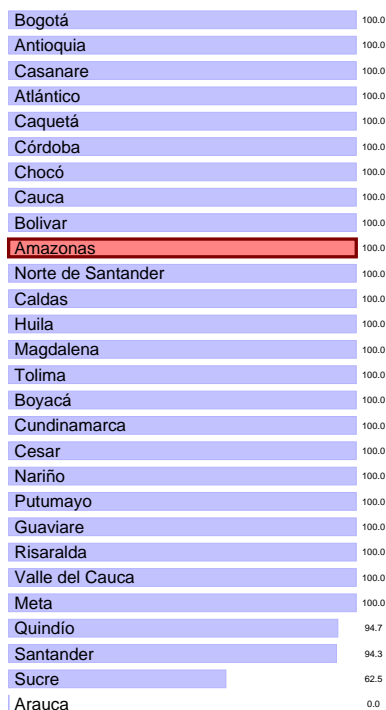 Bogotá 100.0
Antioquia 100.0
Casanare 100.0
Atlántico 100.0
Caquetá 100.0
Córdoba 100.0
Chocó 100.0
Cauca 100.0
Bolivar 100.0
Amazonas 100.0
Norte de Santander 100.0
Caldas 100.0
Huila 100.0
Magdalena 100.0
Tolima 100.0
Boyacá 100.0
Cundinamarca 100.0
Cesar 100.0
Nariño 100.0
Putumayo 100.0
Guaviare 100.0
Risaralda 100.0
Valle del Cauca 100.0
Meta 100.0
Quindío 94.7
Santander 94.3
Sucre 62.5
Arauca 0.0